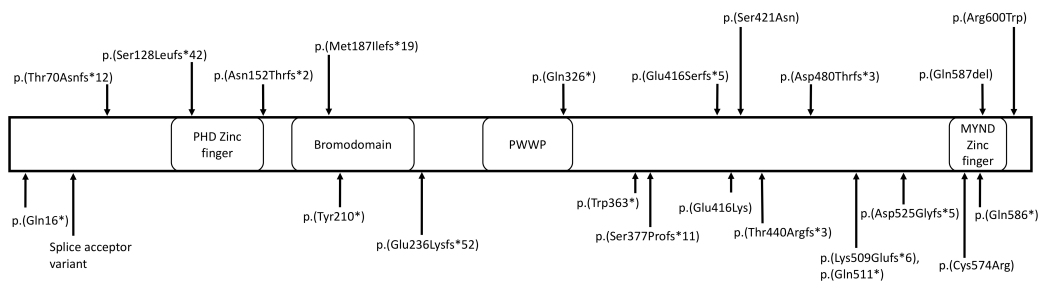 p.(Ser421Asn)
p.(Arg600Trp)
p.(Met187Ilefs*19)
p.(Ser128Leufs*42)
p.(Thr70Asnfs*12)
p.(Asn152Thrfs*2)
p.(Gln326*)
p.(Glu416Serfs*5)
p.(Asp480Thrfs*3)
p.(Gln587del)
PHD Zinc
finger
Bromodomain
PWWP
MYND
Zinc
finger
p.(Gln16*)
Splice acceptor
variant
p.(Tyr210*)
p.(Glu236Lysfs*52)
p.(Trp363*)
p.(Ser377Profs*11)
p.(Glu416Lys)
p.(Thr440Argfs*3)
p.(Lys509Glufs*6),
p.(Gln511*)
p.(Asp525Glyfs*5)
p.(Cys574Arg)
p.(Gln586*)